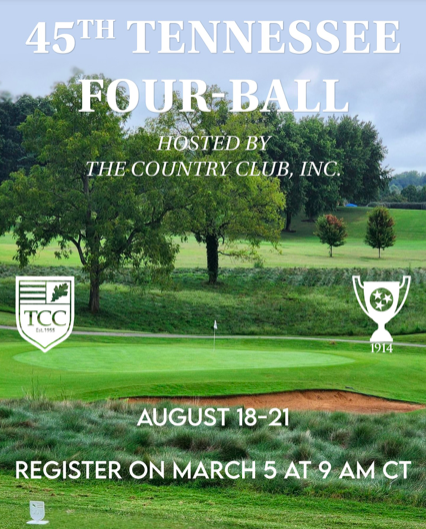 45TH TENNESSEE
FOUR-BALL
HOSTED BY
THE COUNTRY CLUB, INC.
TCC
Est. 1958
1914
AUGUST 18-21
REGISTER ON MARCH 5 AT 9 AM CT